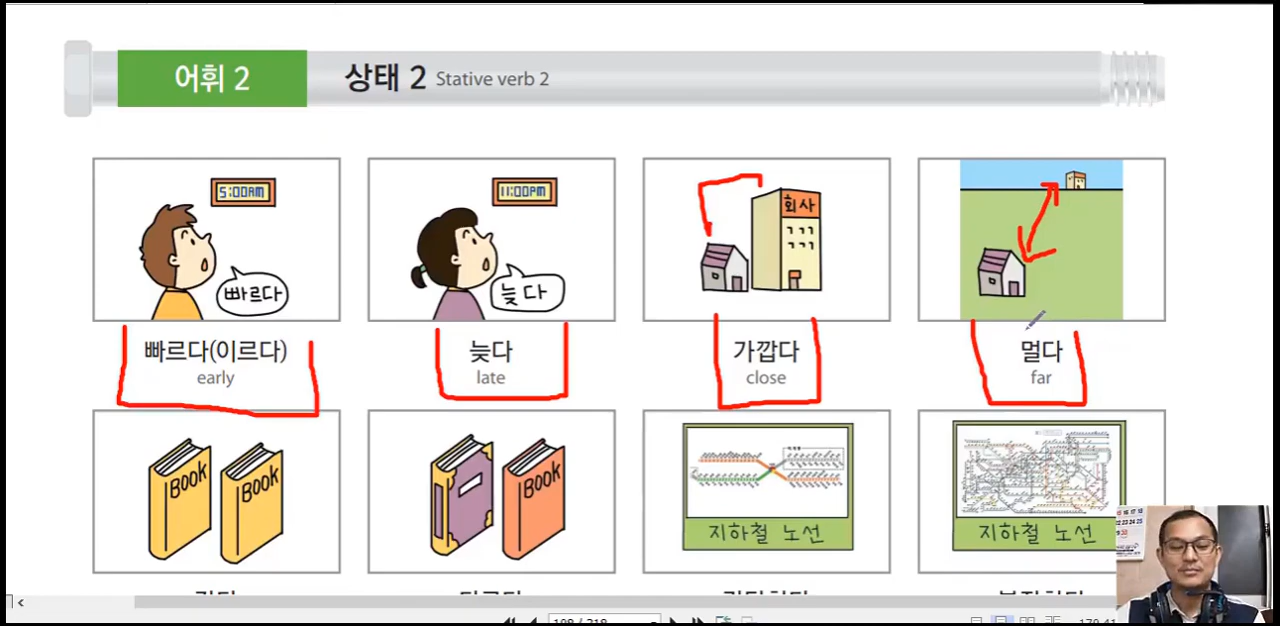 어휘 2
상태 2 Stative verb 2
5:00AM
빠르다
11:00PM
늦다
회사
빠르다(이르다)
early
늦다
late
가깝다
close
멀다
far
BOOK
BOOK
BOOK
지하철 노선
지하철 노선